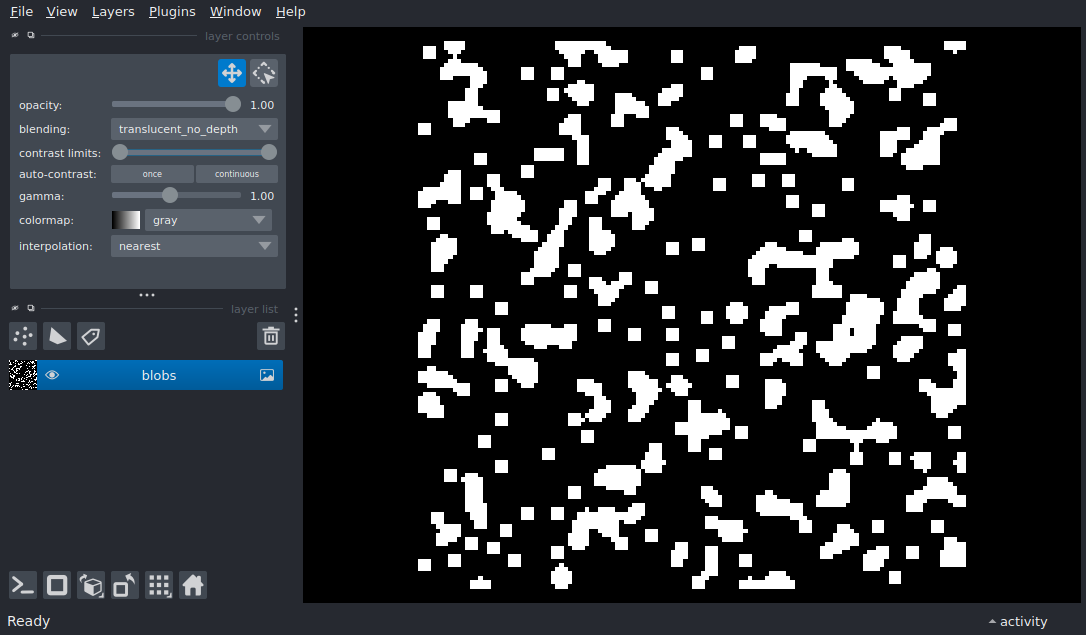 File View Layers Plugins Window Help
layer controls
opacity: 1.00
blending: translucent_no_depth
contrast limits:
auto-contrast: once continuous
gamma: 1.00
colormap: gray
interpolation: nearest
layer list
blobs
Ready
activity